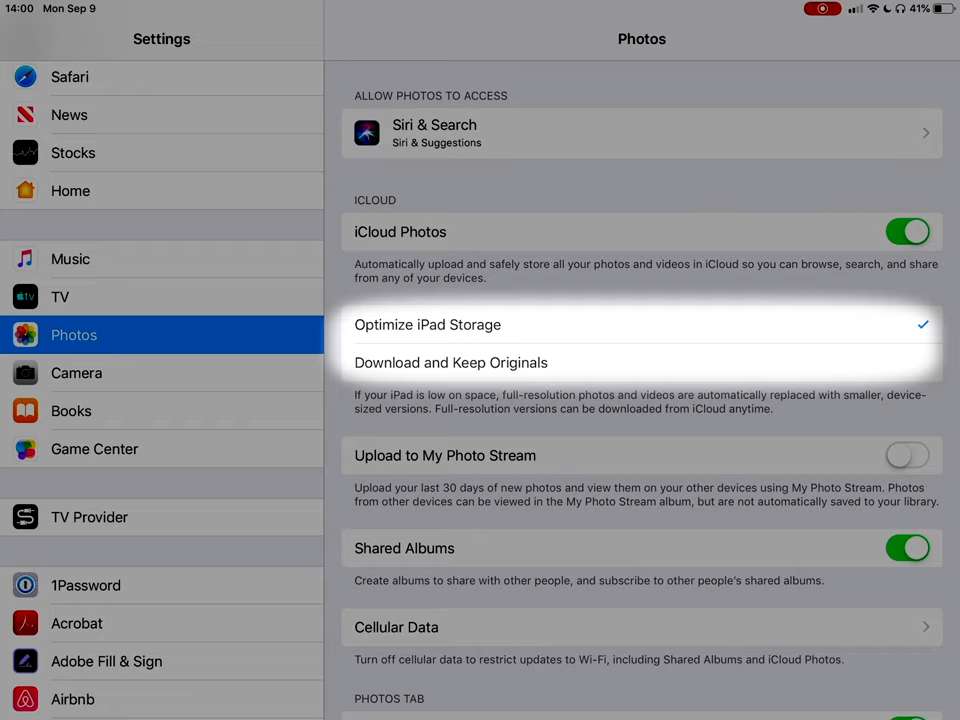 14:00 Mon Sep 9
41%
Settings
Photos
Safari
News
Stocks
Home
Music
tv
TV
Photos
Camera
Books
Game Center
TV Provider
1Password
Acrobat
Adobe Fill & Sign
Airbnb
ALLOW PHOTOS TO ACCESS
Siri & Search
Siri & Suggestions
ICLOUD
iCloud Photos
Automatically upload and safely store all your photos and videos in iCloud so you can browse, search, and share
from any of your devices.
Optimize iPad Storage
Download and Keep Originals
If your iPad is low on space, full-resolution photos and videos are automatically replaced with smaller, device-
sized versions. Full-resolution versions can be downloaded from iCloud anytime.
Upload to My Photo Stream
Upload your last 30 days of new photos and view them on your other devices using My Photo Stream. Photos
from other devices can be viewed in the My Photo Stream album, but are not automatically saved to your library.
Shared Albums
Create albums to share with other people, and subscribe to other people's shared albums.
Cellular Data
Turn off cellular data to restrict updates to Wi-Fi, including Shared Albums and iCloud Photos.
PHOTOS TAB